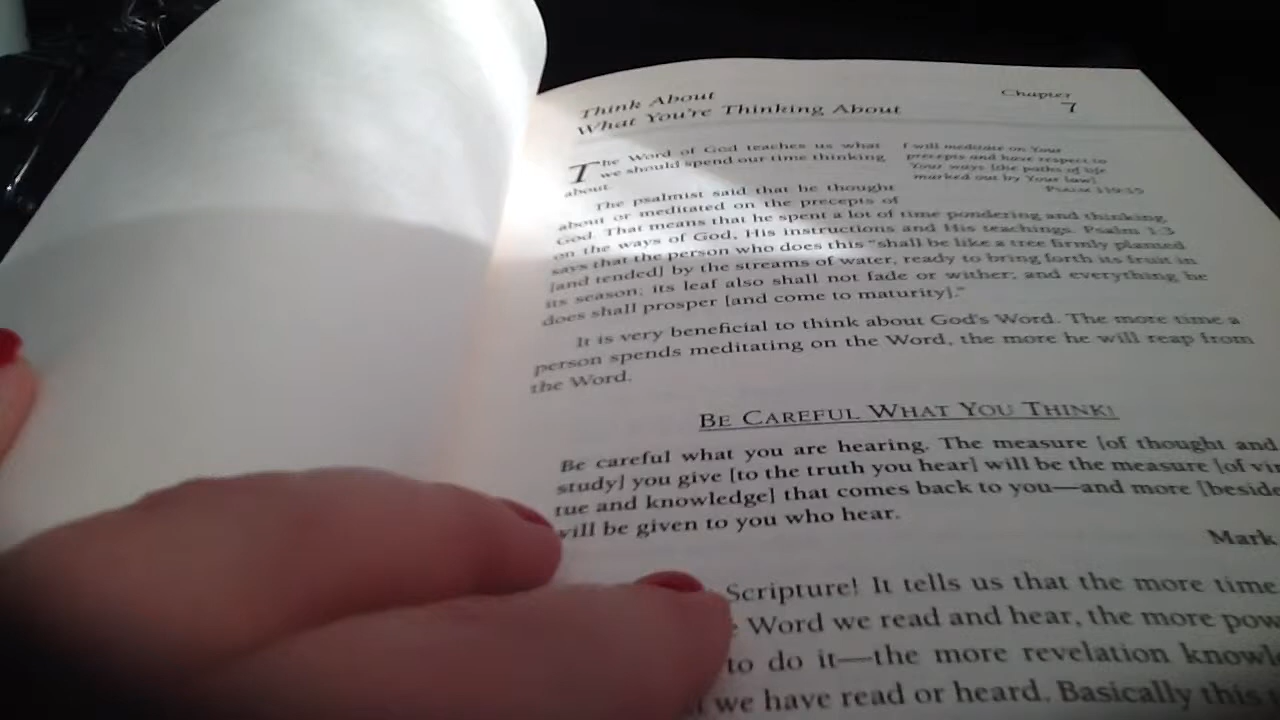 Think About
What You're Thinking About
Chapter
7
The Word of God teaches us what
we should spend our time thinking
about.
I will meditate on Your
precepts and have respect to
Your ways [the paths of life
marked out by Your law].
Psalm 119:15
The psalmist said that he thought
about or meditated on the precepts of
God. That means that he spent a lot of time pondering and thinking
on the ways of God, His instructions and His teachings. Psalm 1:3
says that the person who does this "shall be like a tree firmly planted
[and tended] by the streams of water, ready to bring forth its fruit in
its season; its leaf also shall not fade or wither; and everything he
does shall prosper [and come to maturity]."
It is very beneficial to think about God's Word. The more time a
person spends meditating on the Word, the more he will reap from
the Word.
BE CAREFUL WHAT YOU THINK!
Be careful what you are hearing. The measure [of thought and
study] you give [to the truth you hear] will be the measure [of vir
tue and knowledge] that comes back to you—and more [beside
will be given to you who hear.
Mark
Scripture! It tells us that the more time
Word we read and hear, the more pow
to do it—the more revelation knowl
we have read or heard. Basically this